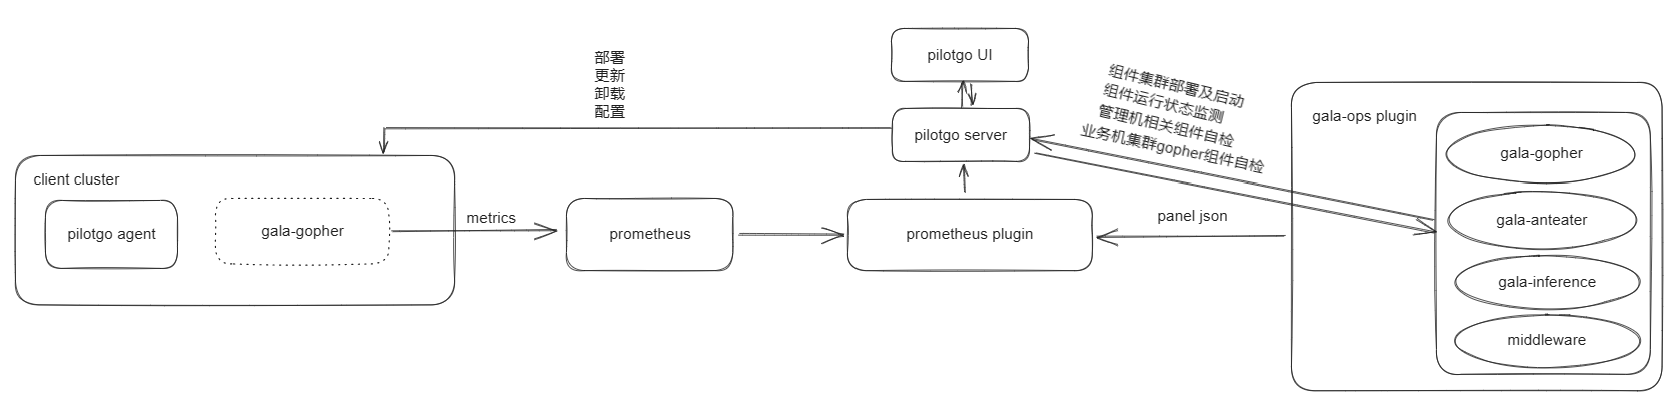 部署
更新
卸载
配置
pilotgo UI
pilotgo server
组件集群部署及启动
组件运行状态监测
管理机相关组件自检
业务机集群gopher组件自检
client cluster
pilotgo agent
gala-gopher
metrics
prometheus
prometheus plugin
panel json
gala-ops plugin
gala-gopher
gala-anteater
gala-inference
middleware